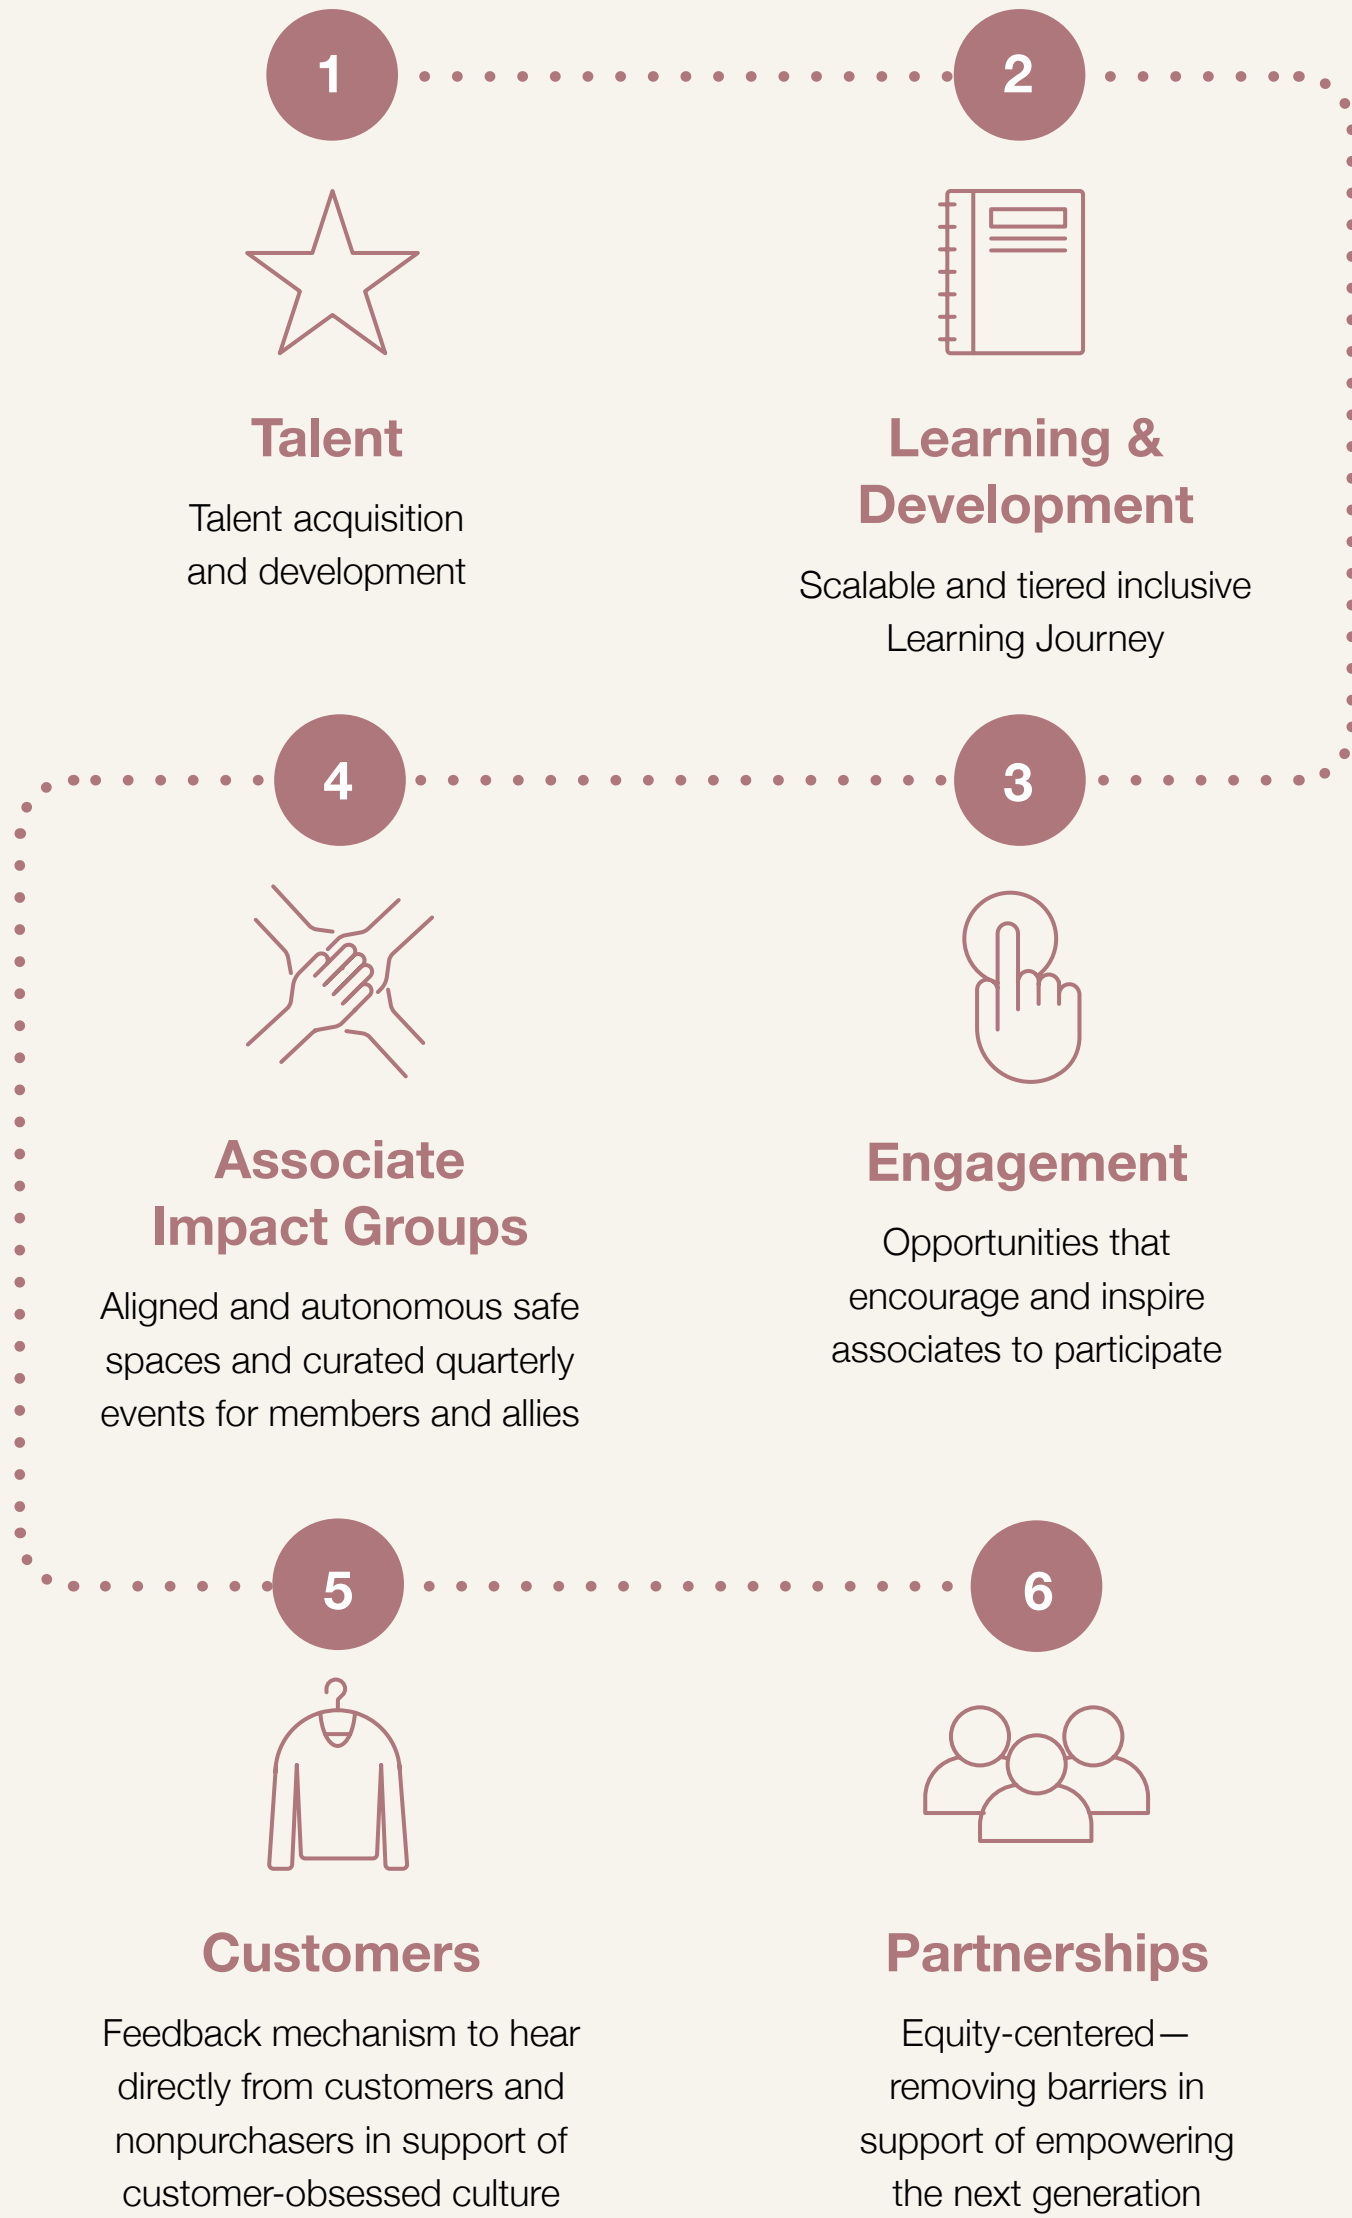 1
Talent
Talent acquisition
and development
2
Learning &
Development
Scalable and tiered inclusive
Learning Journey
3
Engagement
Opportunities that
encourage and inspire
associates to participate
4
Associate
Impact Groups
Aligned and autonomous safe
spaces and curated quarterly
events for members and allies
5
Customers
Feedback mechanism to hear
directly from customers and
nonpurchasers in support of
customer-obsessed culture
6
Partnerships
Equity-centered—
removing barriers in
support of empowering
the next generation